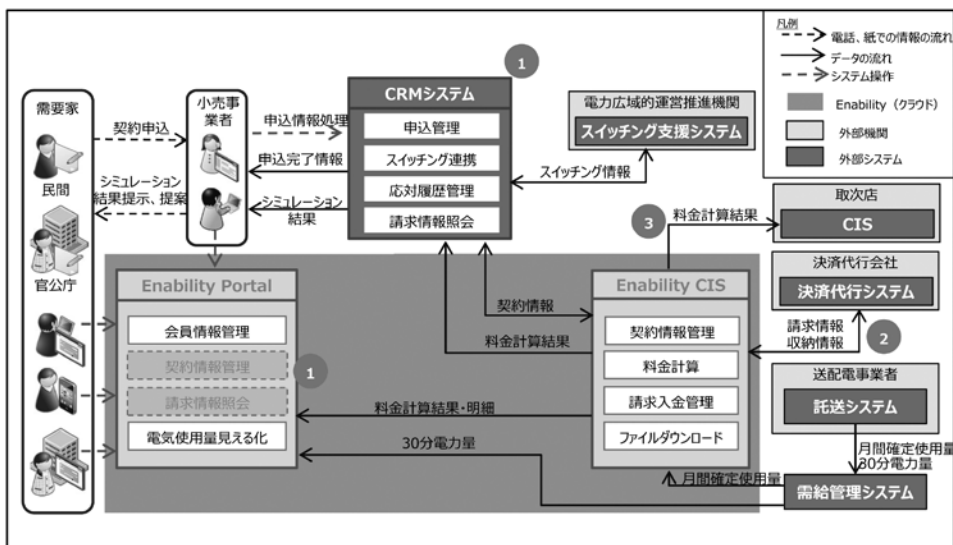 凡例
電話、紙での情報の流れ
データの流れ
システム操作
Enability(クラウド)
外部機関
外部システム
需要家
民間
官公庁
契約申込
シミュレーション
結果提示、提案
小売事
業者
申込情報処理
申込完了情報
シミュレーション
結果
1
CRMシステム
申込管理
スイッチング連携
応対履歴管理
請求情報照会
電力広域的運営推進機関
スイッチング支援システム
スイッチング情報
3
料金計算結果
取次店
CIS
決済代行会社
決済代行システム
請求情報
収納情報
2
送配電事業者
託送システム
月間確定使用量
30分電力量
需給管理システム
Enability Portal
会員情報管理
契約情報管理
請求情報照会
電気使用量見える化
1
契約情報
料金計算結果
料金計算結果・明細
30分電力量
Enability CIS
契約情報管理
料金計算
請求入金管理
ファイルダウンロード
月間確定使用量